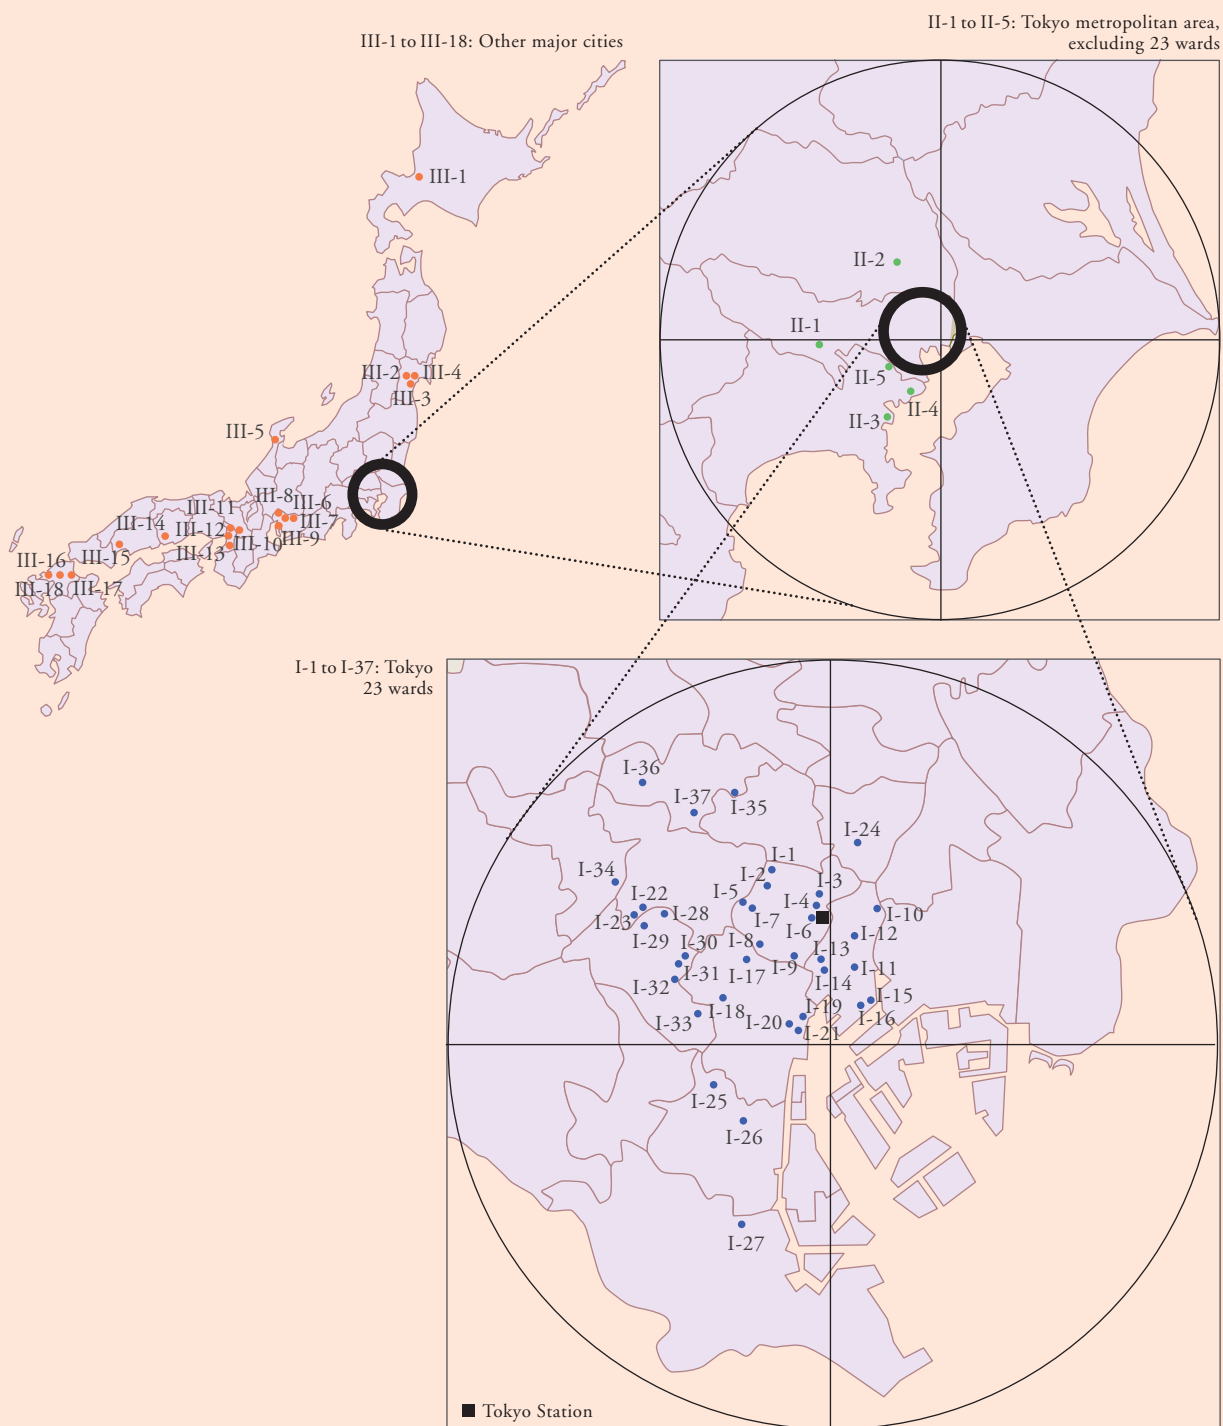 II-1 to II-5: Tokyo metropolitan area,
excluding 23 wards
III-1 to III-18: Other major cities
III-1
II-2
II-1
II-5
II-4
II-3
III-2
III-4
III-3
III-5
III-8
III-6
III-11
III-7
III-14
III-12
III-9
III-10
III-13
III-15
III-16
III-18
III-17
I-1 to I-37: Tokyo
23 wards
I-36
I-37
I-35
I-24
I-1
I-34
I-2
I-3
I-22
I-5
I-4
I-23
I-28
I-7
I-10
I-6
I-12
I-29
I-30
I-8
I-13
I-31
I-17
I-9
I-11
I-32
I-14
I-15
I-33
I-18
I-19
I-16
I-20
I-21
I-25
I-26
I-27
Tokyo Station